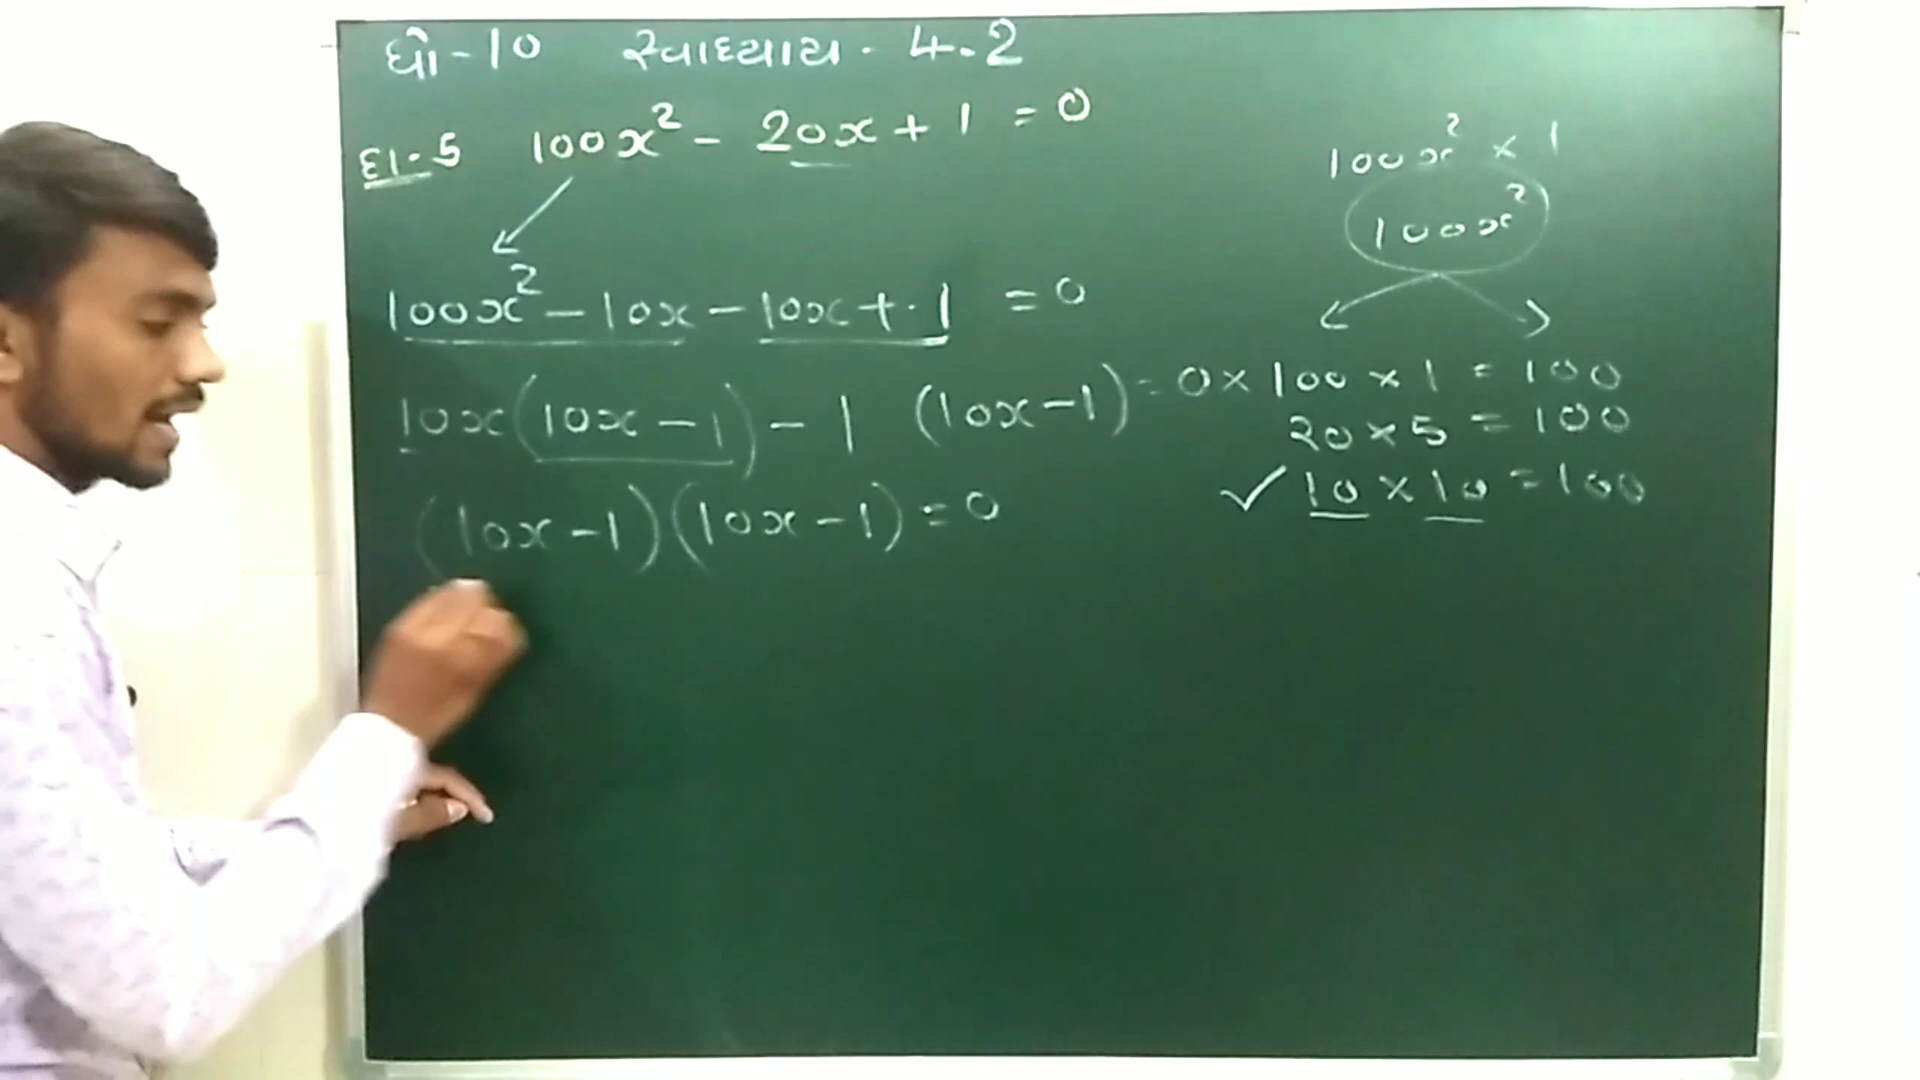 ધો-10 સ્વાધ્યાય - 4.2
દા-5 100x² - 20x + 1 = 0
100x² - 10x - 10x + 1 = 0
10x(10x - 1) - 1 (10x - 1) = 0
(10x - 1)(10x - 1) = 0
100x² × 1
100x²
× 100 × 1 = 100
20 × 5 = 100
✓ 10 × 10 = 100